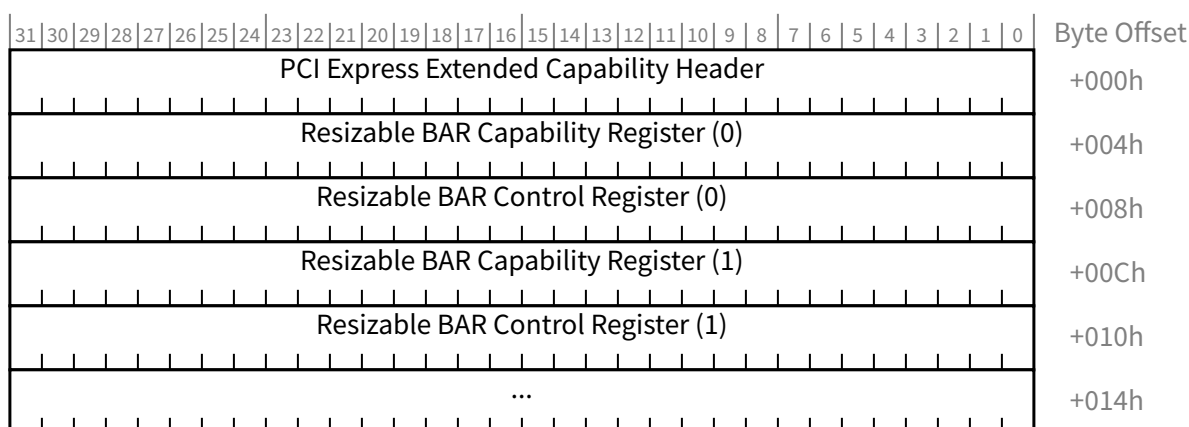 31 30 29 28 27 26 25 24 23 22 21 20 19 18 17 16 15 14 13 12 11 10 9 8 7 6 5 4 3 2 1 0 Byte Offset
PCI Express Extended Capability Header +000h
Resizable BAR Capability Register (0) +004h
Resizable BAR Control Register (0) +008h
Resizable BAR Capability Register (1) +00Ch
Resizable BAR Control Register (1) +010h
... +014h